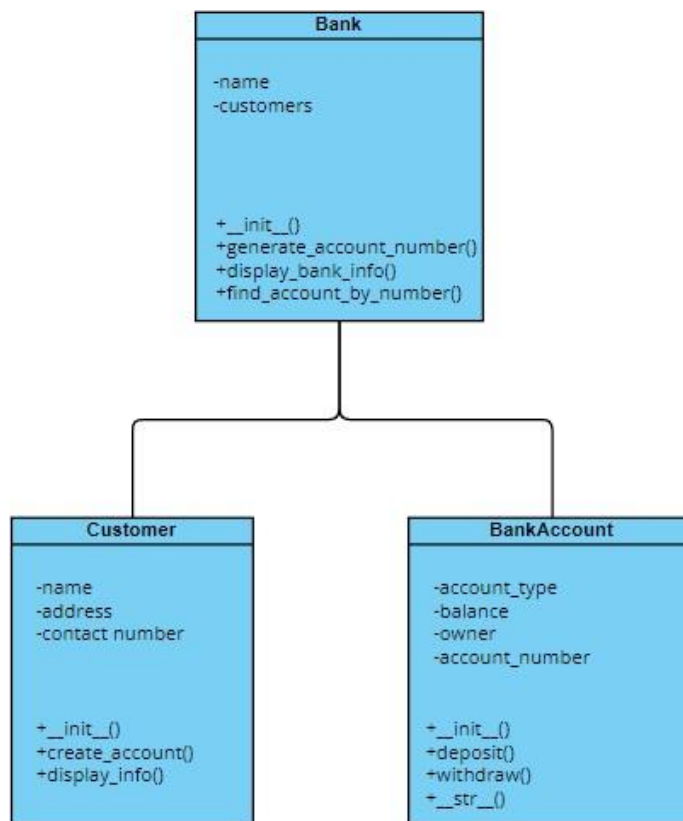 Bank
-name
-customers
+__init__()
+generate_account_number()
+display_bank_info()
+find_account_by_number()
Customer
-name
-address
-contact number
+__init__()
+create_account()
+display_info()
BankAccount
-account_type
-balance
-owner
-account_number
+__init__()
+deposit()
+withdraw()
+__str__()